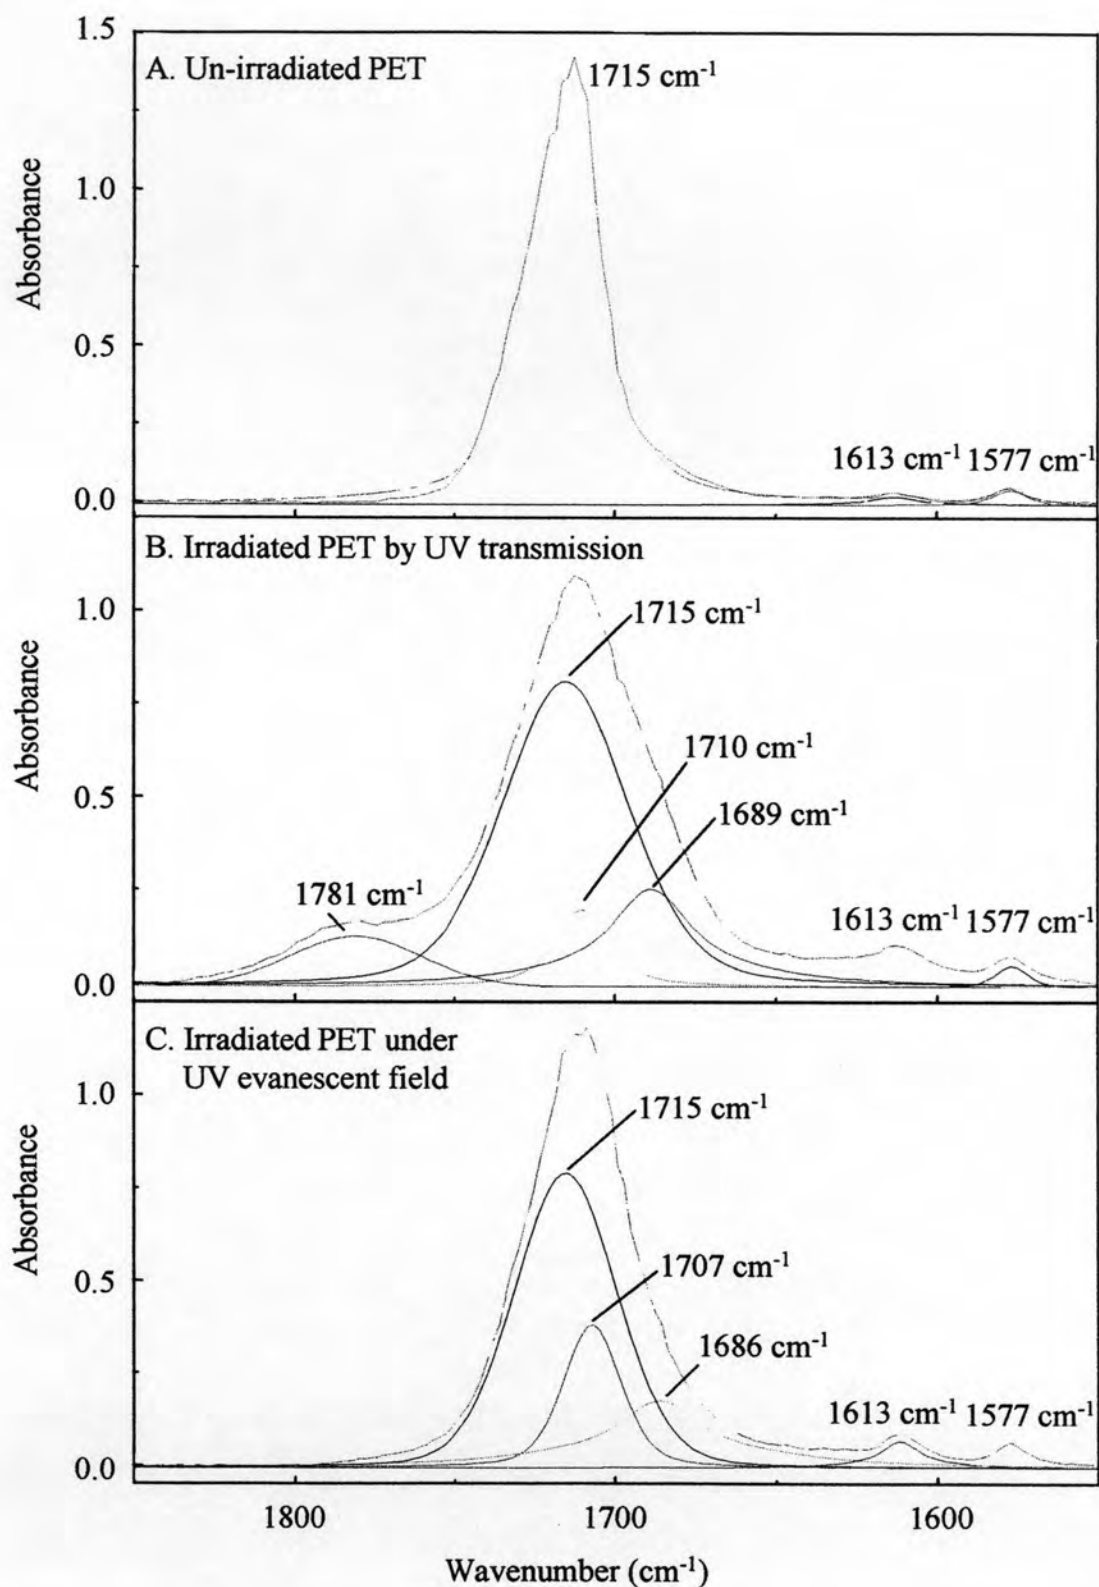 1.5
A. Un-irradiated PET
1715 cm⁻¹
1.0
Absorbance
0.5
1613 cm⁻¹ 1577 cm⁻¹
0.0
B. Irradiated PET by UV transmission
1.0
1715 cm⁻¹
Absorbance
1710 cm⁻¹
0.5
1689 cm⁻¹
1781 cm⁻¹
1613 cm⁻¹ 1577 cm⁻¹
0.0
C. Irradiated PET under
UV evanescent field
1.0
1715 cm⁻¹
Absorbance
1707 cm⁻¹
0.5
1686 cm⁻¹
1613 cm⁻¹ 1577 cm⁻¹
0.0
1800 1700 1600
Wavenumber (cm⁻¹)